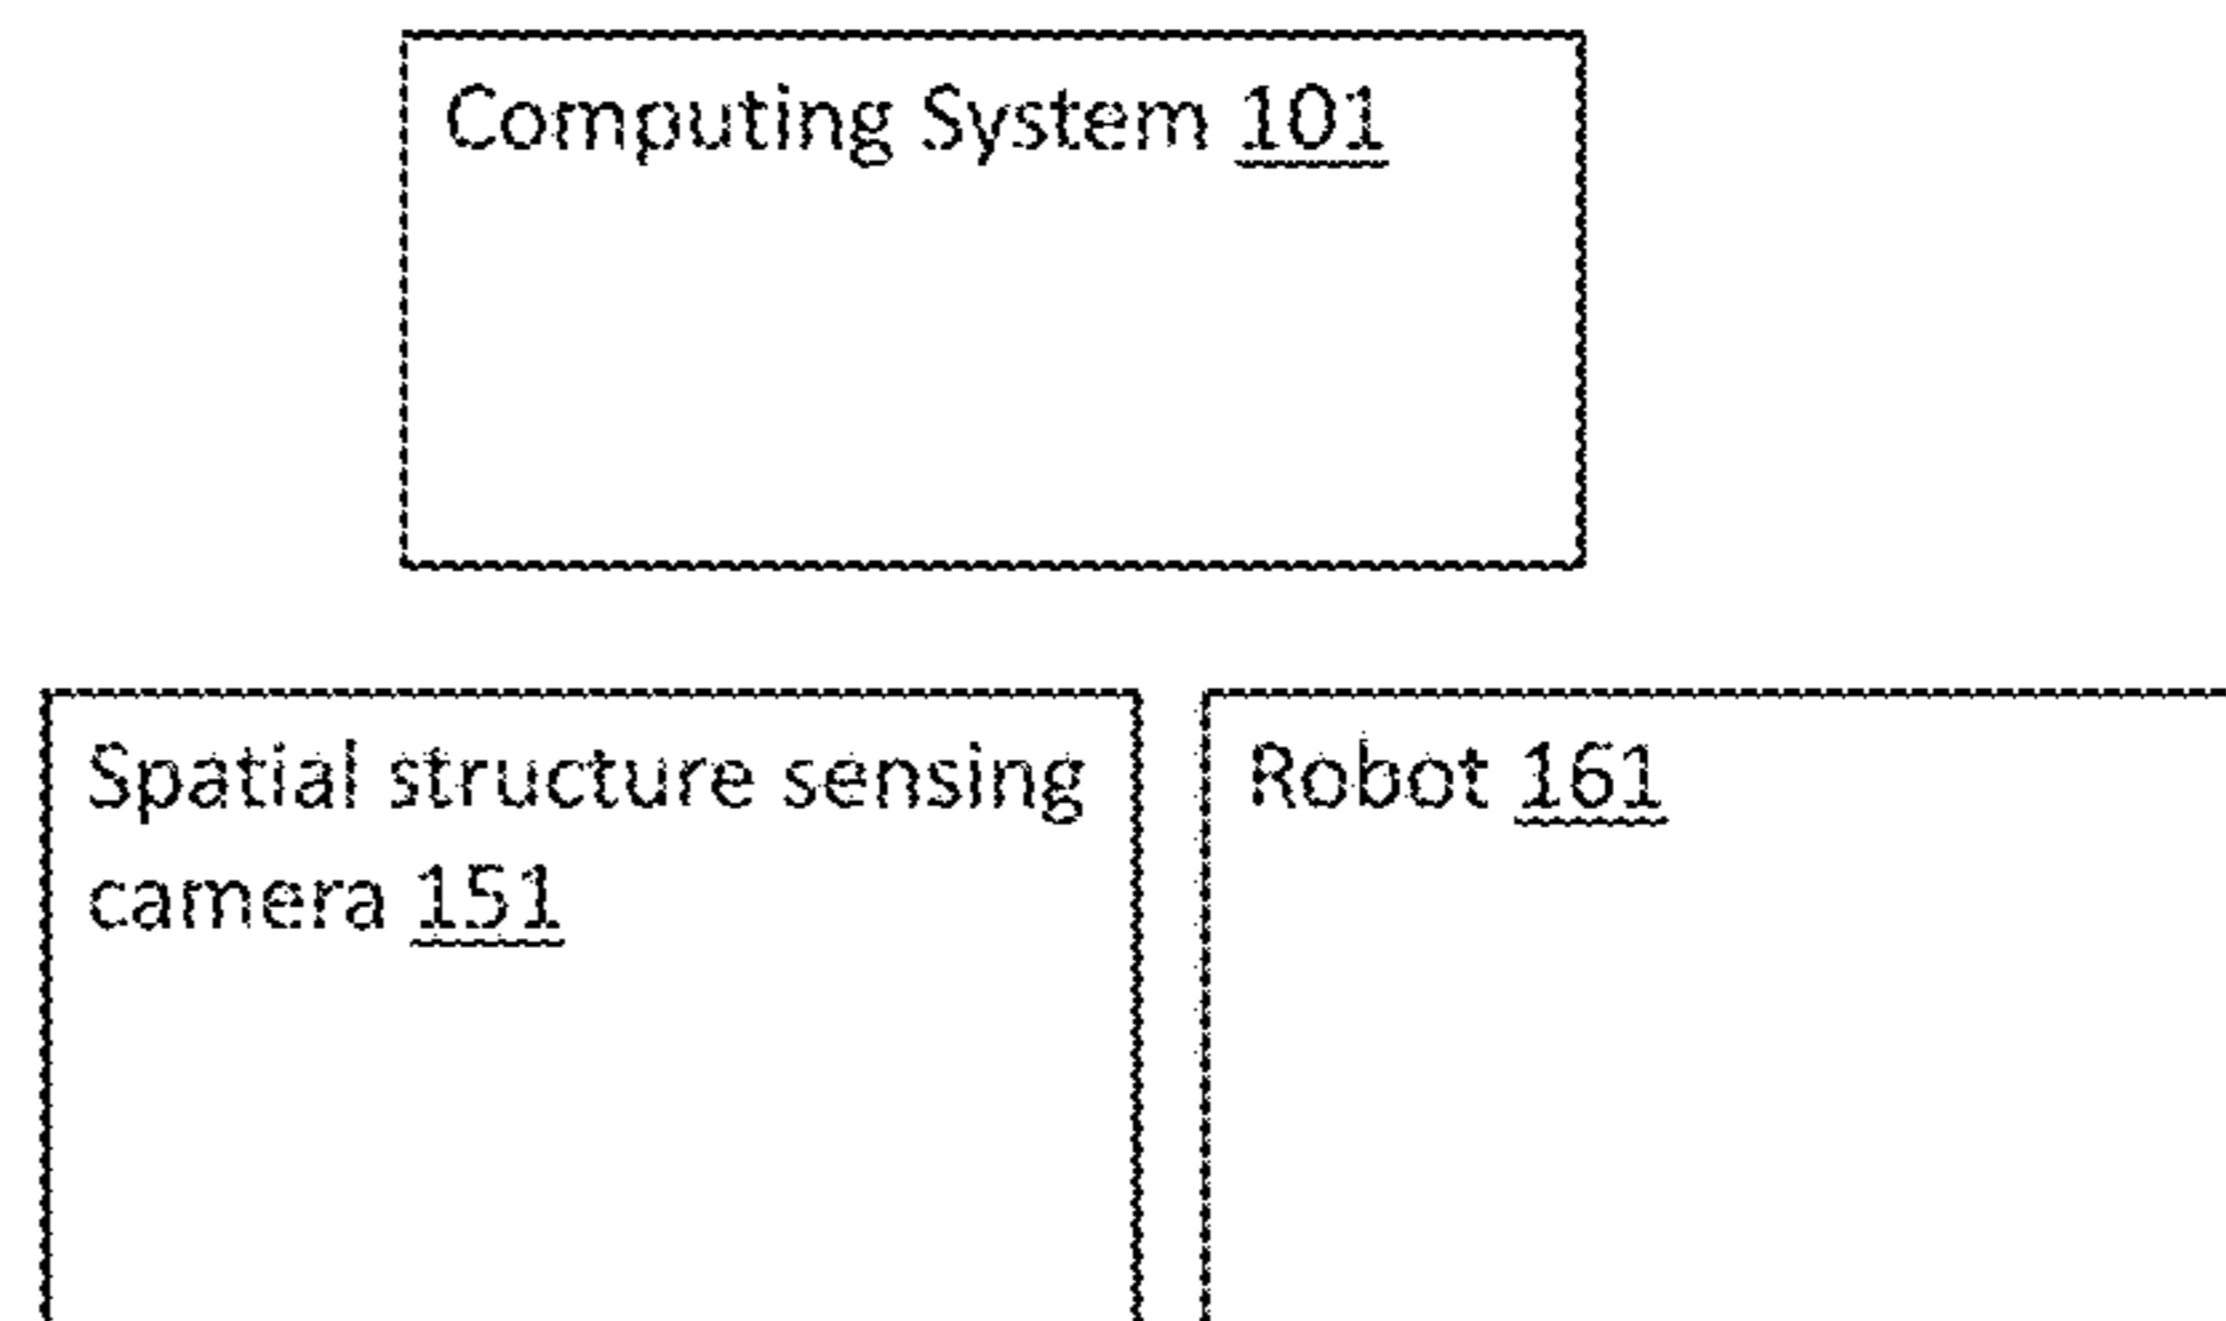 Computing System 101
Spatial structure sensing
camera 151
Robot 161